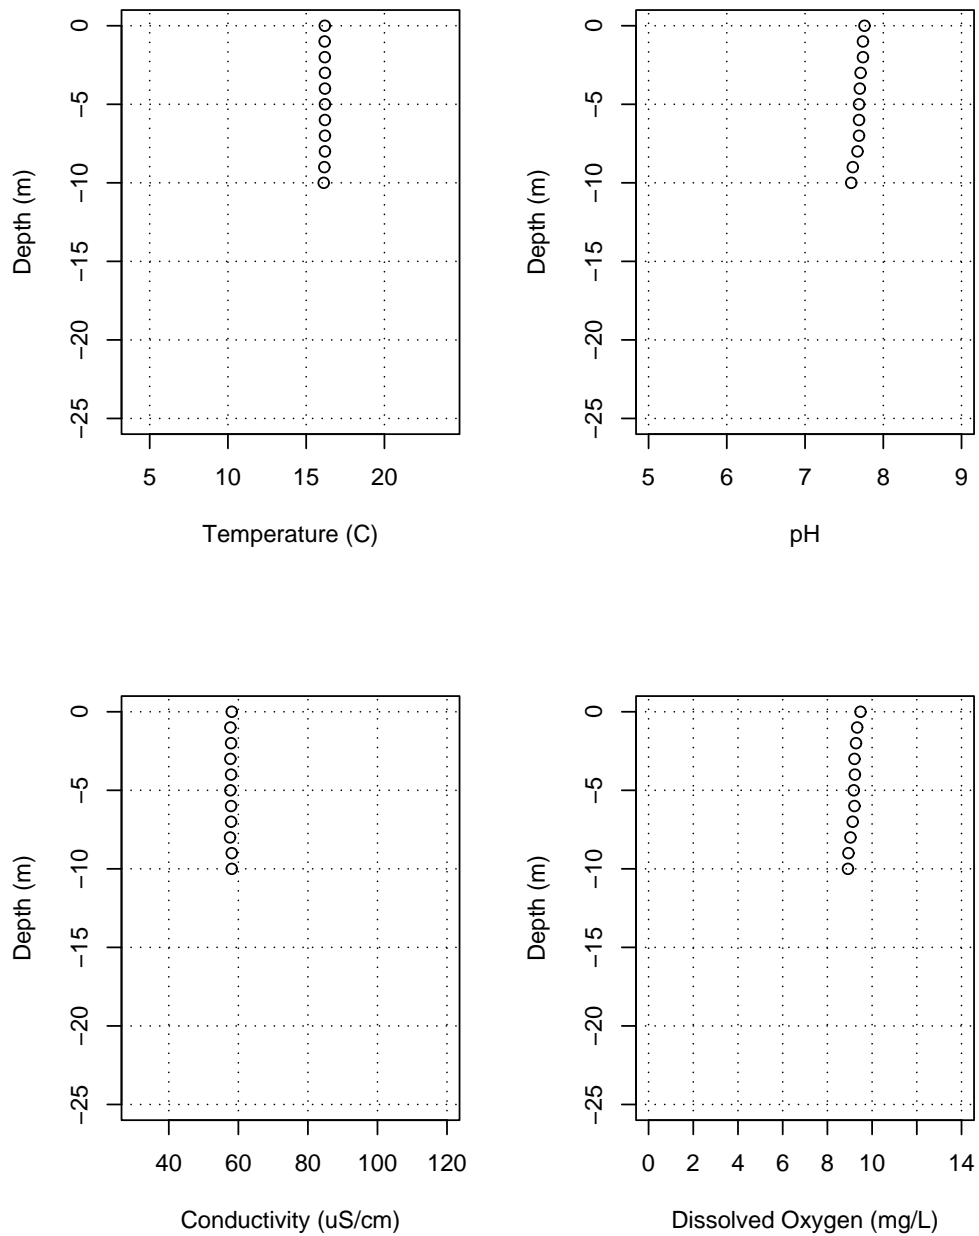 0
−5
−10
−15
−20
−25
Depth (m)
5 10 15 20
Temperature (C)
0
−5
−10
−15
−20
−25
Depth (m)
5 6 7 8 9
pH
0
−5
−10
−15
−20
−25
Depth (m)
40 60 80 100 120
Conductivity (uS/cm)
0
−5
−10
−15
−20
−25
Depth (m)
0 2 4 6 8 10 14
Dissolved Oxygen (mg/L)